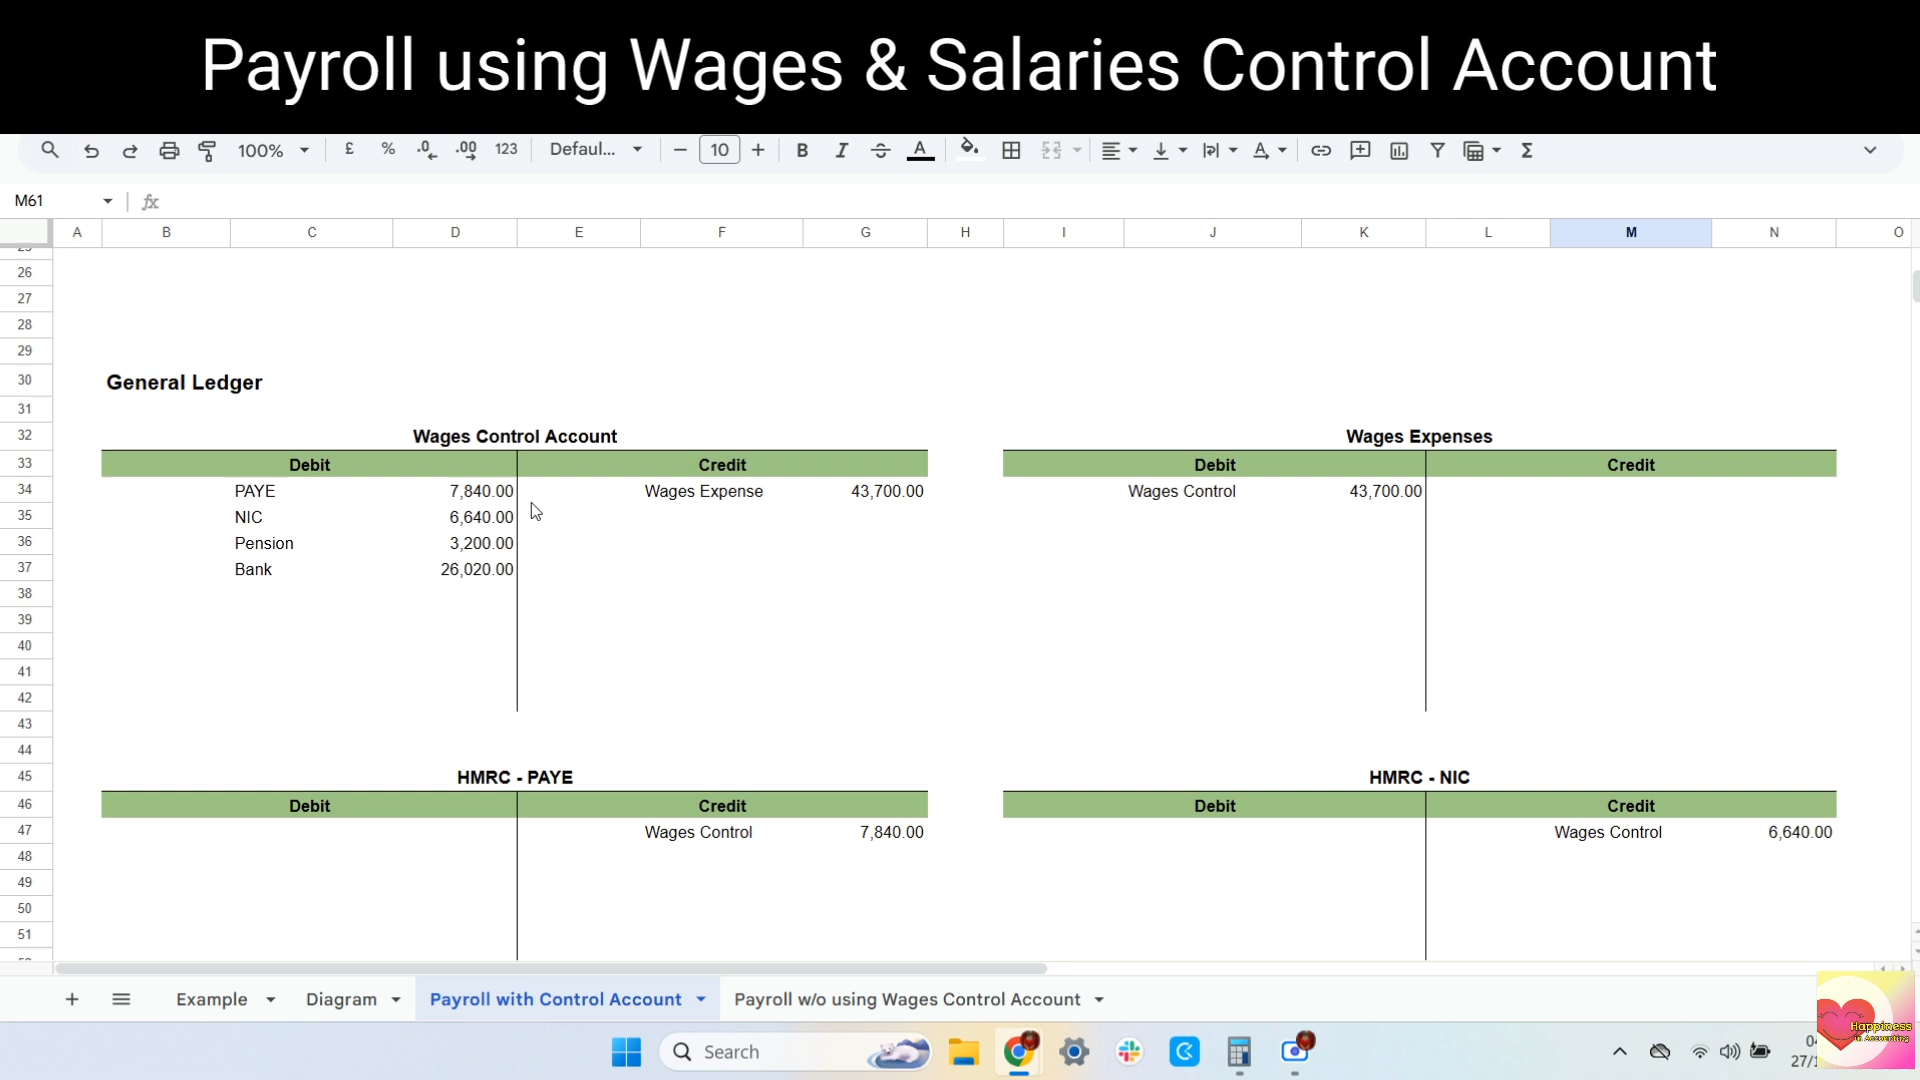 Payroll using Wages & Salaries Control Account
100% £ % .0 .00 123 Defaul... 10 B I A
M61 fx
A B C D E F G H I J K L M N O
26
27
28
29
30 General Ledger
31
32 Wages Control Account Wages Expenses
33 Debit Credit Debit Credit
34 PAYE 7,840.00 Wages Expense 43,700.00 Wages Control 43,700.00
35 NIC 6,640.00
36 Pension 3,200.00
37 Bank 26,020.00
38
39
40
41
42
43
44
45 HMRC - PAYE HMRC - NIC
46 Debit Credit Debit Credit
47 Wages Control 7,840.00 Wages Control 6,640.00
48
49
50
51
Example Diagram Payroll with Control Account Payroll w/o using Wages Control Account
Search
Happiness
in Accounting